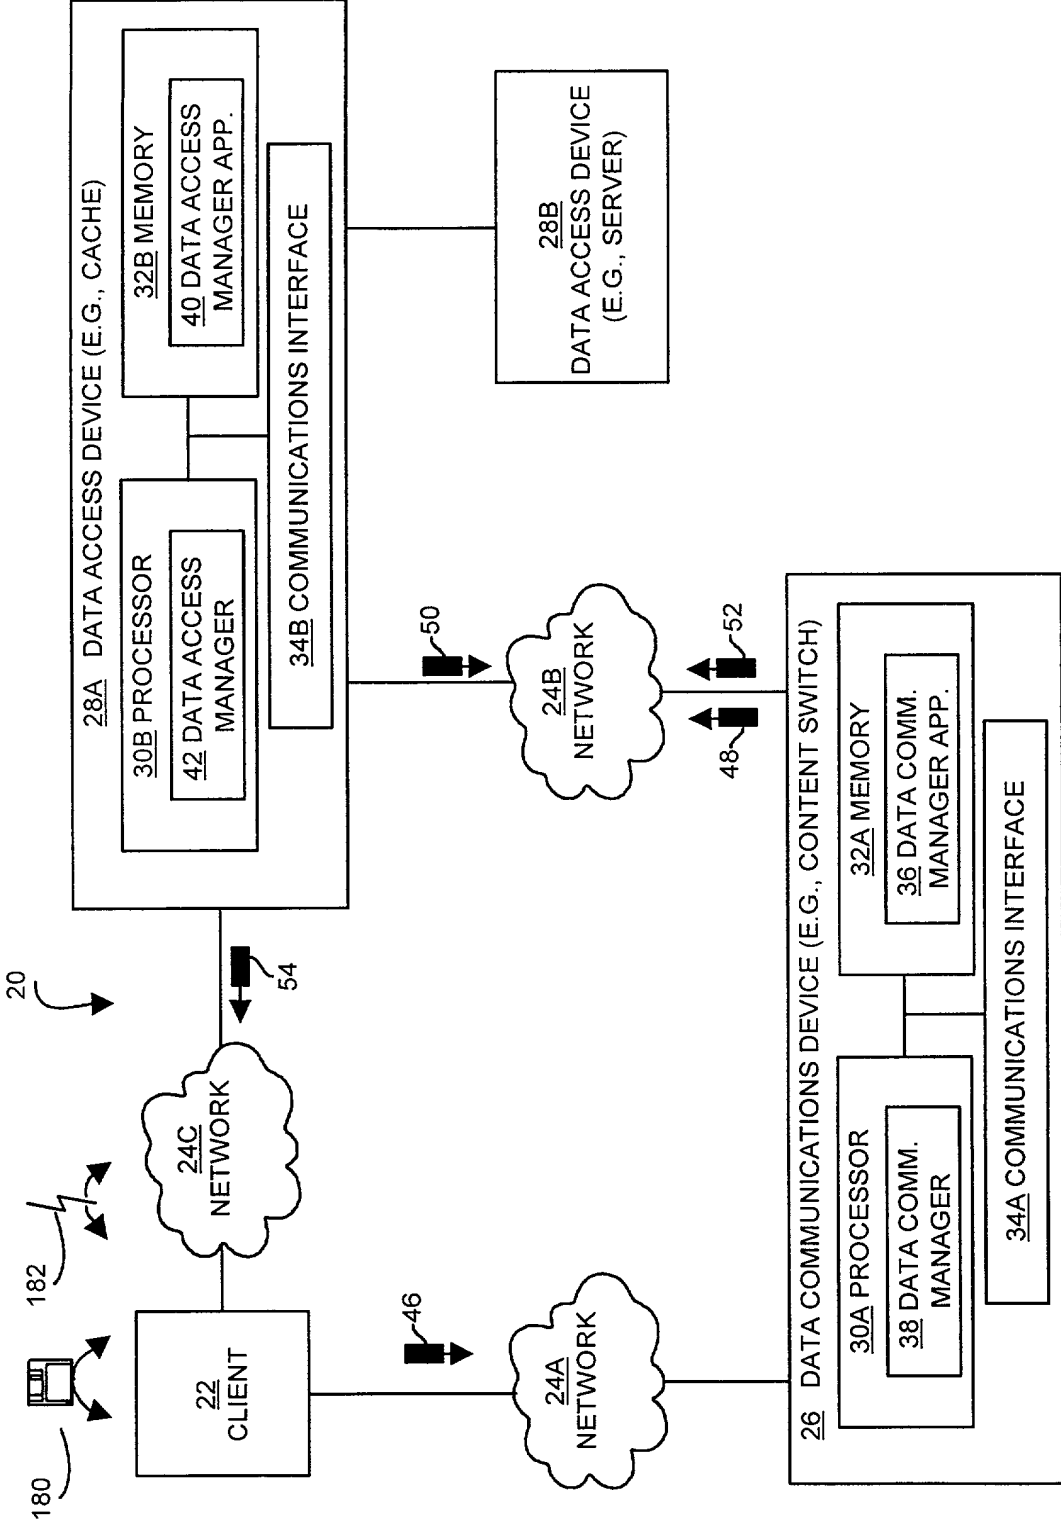 180
182
20
22
CLIENT
24C
NETWORK
54
28A DATA ACCESS DEVICE (E.G., CACHE)
30B PROCESSOR
42 DATA ACCESS
MANAGER
32B MEMORY
40 DATA ACCESS
MANAGER APP.
34B COMMUNICATIONS INTERFACE
46
24A
NETWORK
50
24B
NETWORK
48
52
28B
DATA ACCESS DEVICE
(E.G., SERVER)
26 DATA COMMUNICATIONS DEVICE (E.G., CONTENT SWITCH)
30A PROCESSOR
38 DATA COMM.
MANAGER
32A MEMORY
36 DATA COMM.
MANAGER APP.
34A COMMUNICATIONS INTERFACE